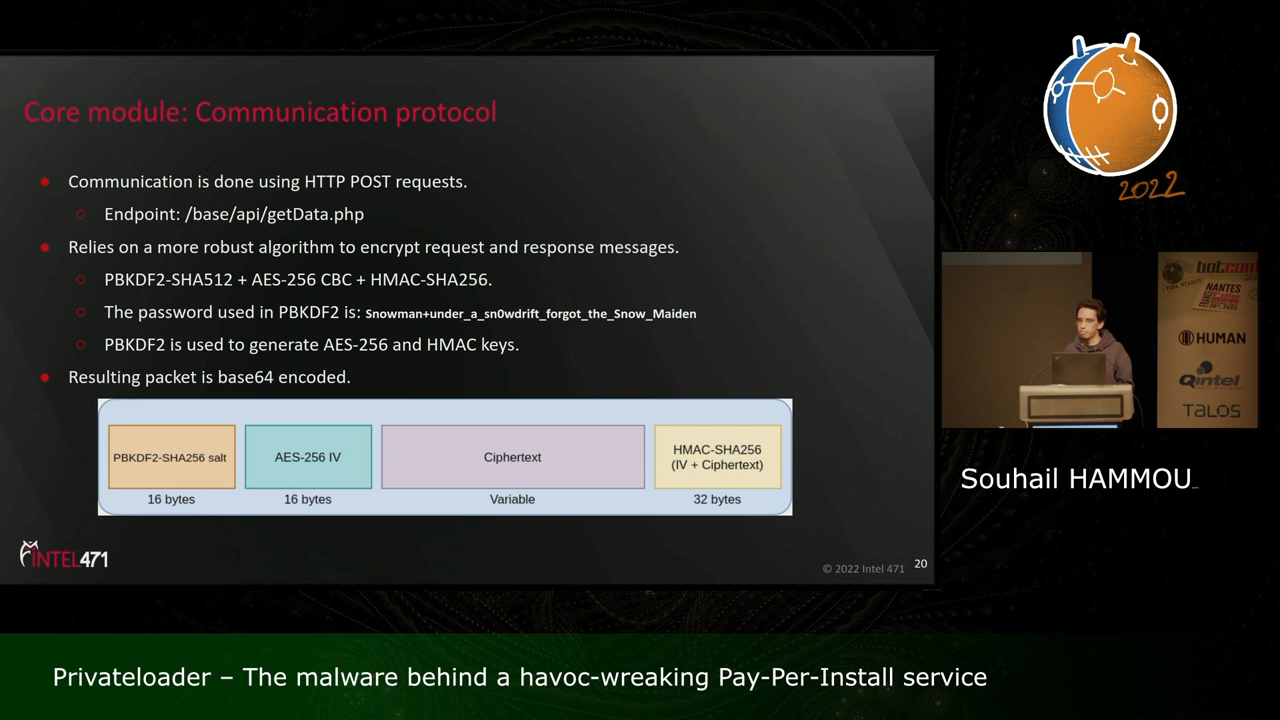 Core module: Communication protocol
Communication is done using HTTP POST requests.
Endpoint: /base/api/getData.php
Relies on a more robust algorithm to encrypt request and response messages.
PBKDF2-SHA512 + AES-256 CBC + HMAC-SHA256.
The password used in PBKDF2 is: Snowman+under_a_sn0wdrift_forgot_the_Snow_Maiden
PBKDF2 is used to generate AES-256 and HMAC keys.
Resulting packet is base64 encoded.
PBKDF2-SHA256 salt
AES-256 IV
Ciphertext
HMAC-SHA256
(IV + Ciphertext)
16 bytes
16 bytes
Variable
32 bytes
INTEL471
© 2022 Intel 471
20
2022
botconf
NANTES
HUMAN
Qintel
TALOS
Souhail HAMMOU_
Privateloader – The malware behind a havoc-wreaking Pay-Per-Install service